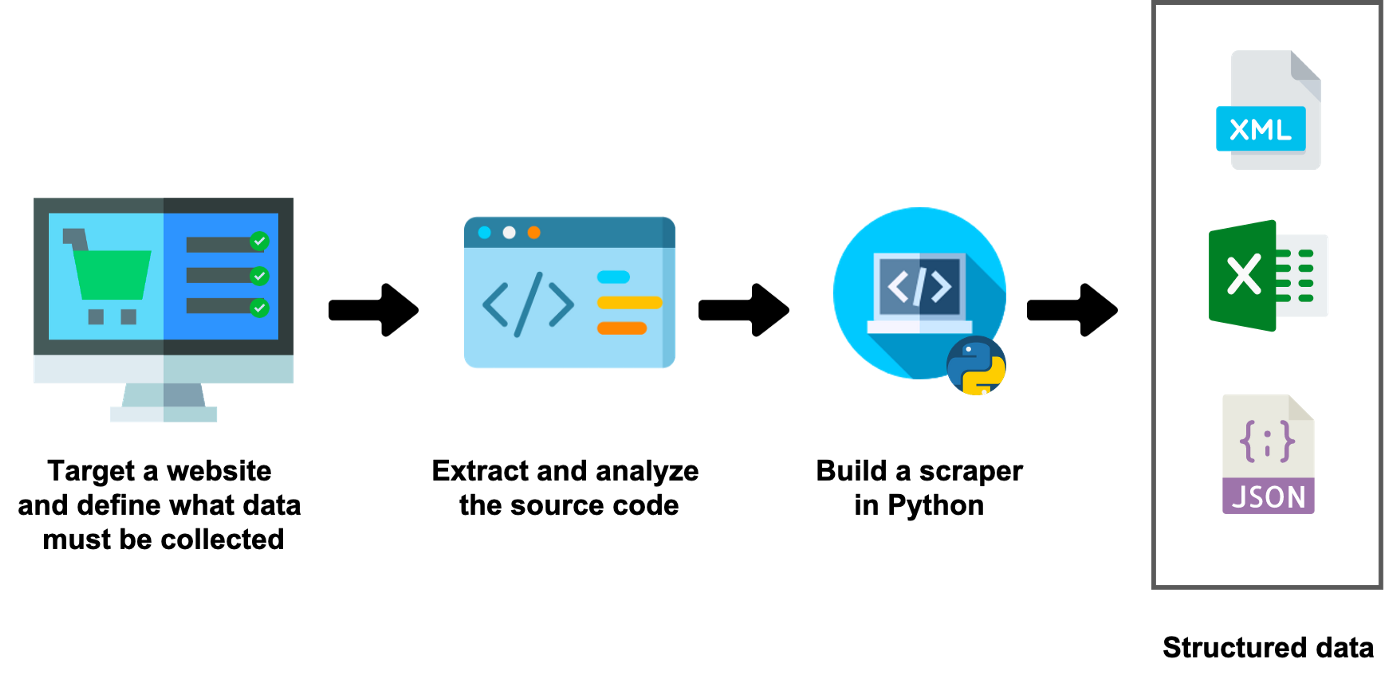 Target a website
and define what data
must be collected
</>
Extract and analyze
the source code
</>
Build a scraper
in Python
XML
X
{;}
JSON
Structured data